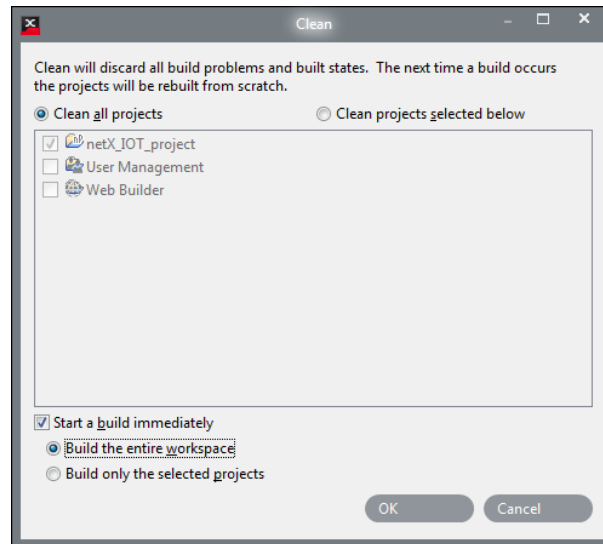 Clean
Clean will discard all build problems and built states. The next time a build occurs
the projects will be rebuilt from scratch.
Clean all projects
Clean projects selected below
netX_IOT_project
User Management
Web Builder
Start a build immediately
Build the entire workspace
Build only the selected projects
OK
Cancel